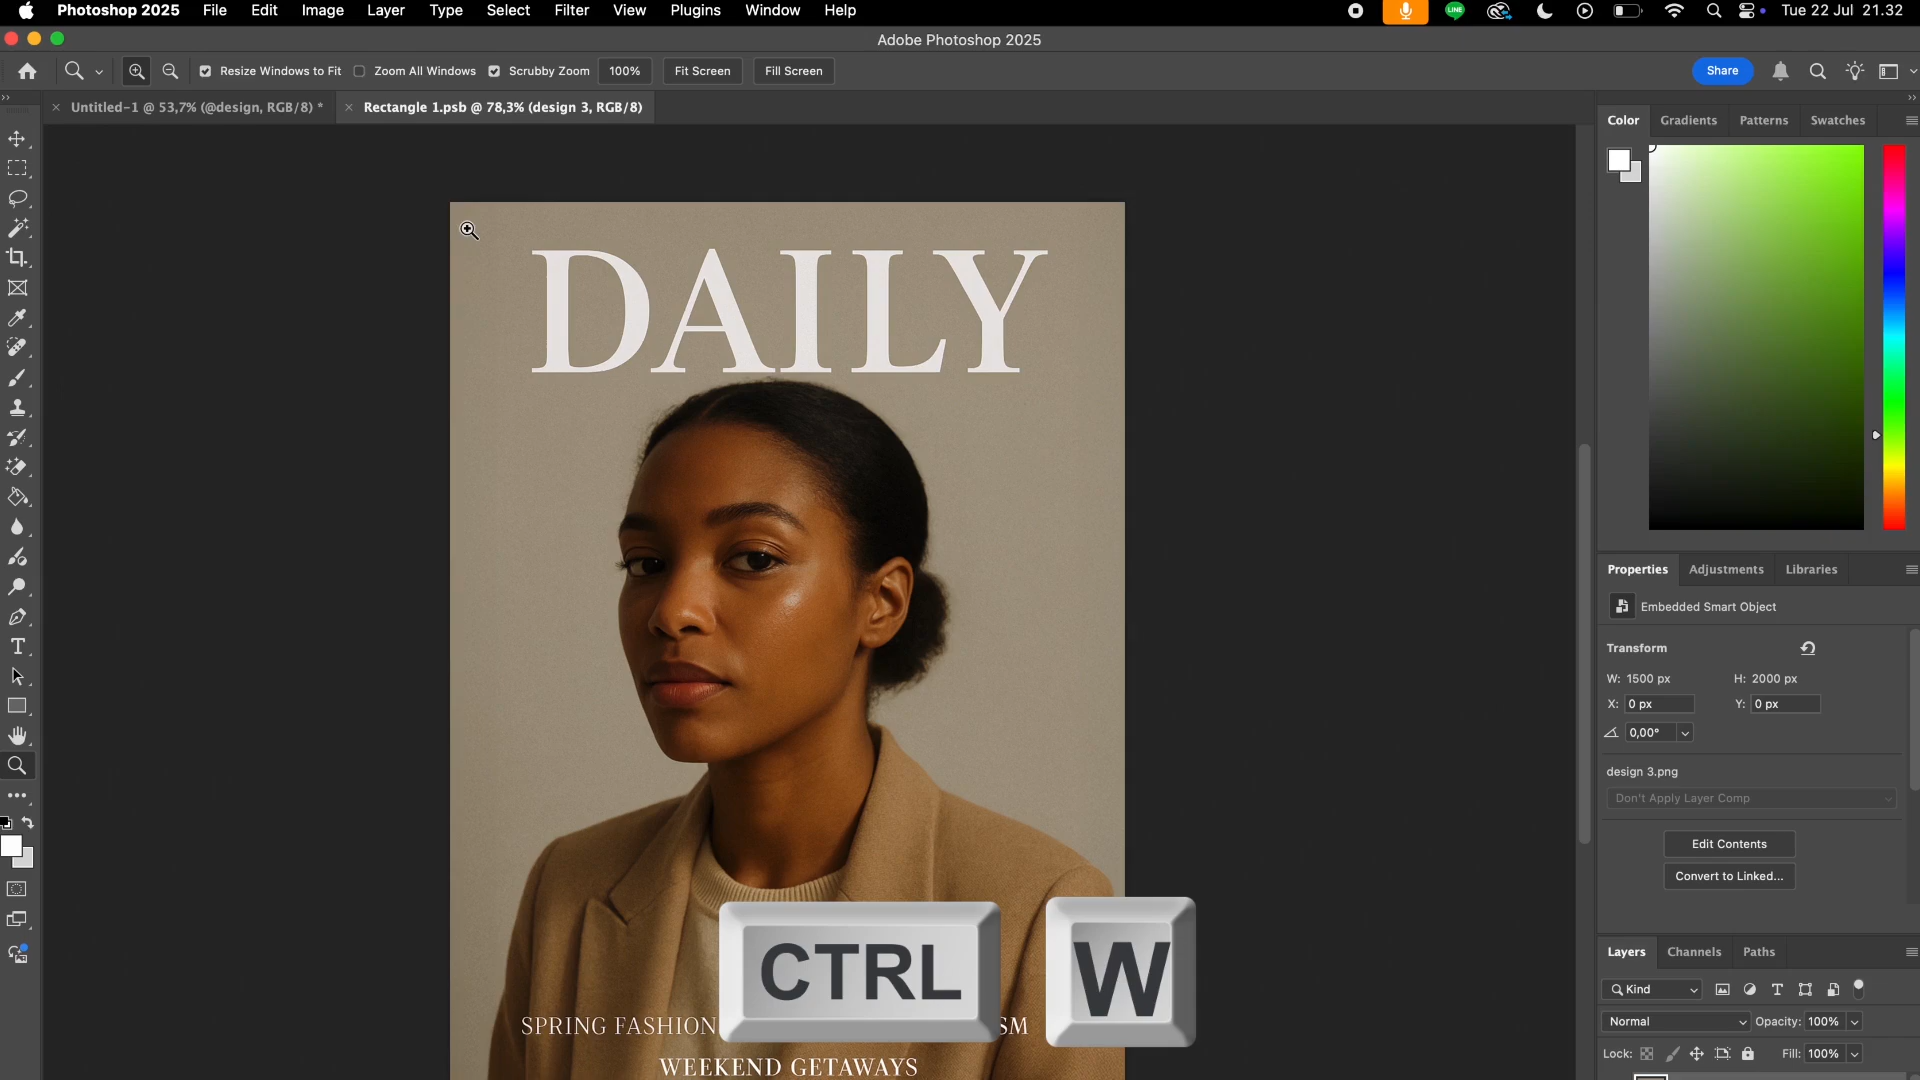 Photoshop 2025 File Edit Image Layer Type Select Filter View Plugins Window Help
LINE
Tue 22 Jul 21.32
Adobe Photoshop 2025
Resize Windows to Fit Zoom All Windows Scrubby Zoom 100% Fit Screen Fill Screen
Share
Untitled-1 @ 53,7% (@design, RGB/8) *
Rectangle 1.psb @ 78,3% (design 3, RGB/8)
Color Gradients Patterns Swatches
DAILY
SPRING FASHION
SM
WEEKEND GETAWAYS
CTRL
W
Properties Adjustments Libraries
Embedded Smart Object
Transform
W: 1500 px H: 2000 px
X: 0 px Y: 0 px
0,00°
design 3.png
Don't Apply Layer Comp
Edit Contents
Convert to Linked...
Layers Channels Paths
Kind
Normal Opacity: 100%
Lock: Fill: 100%